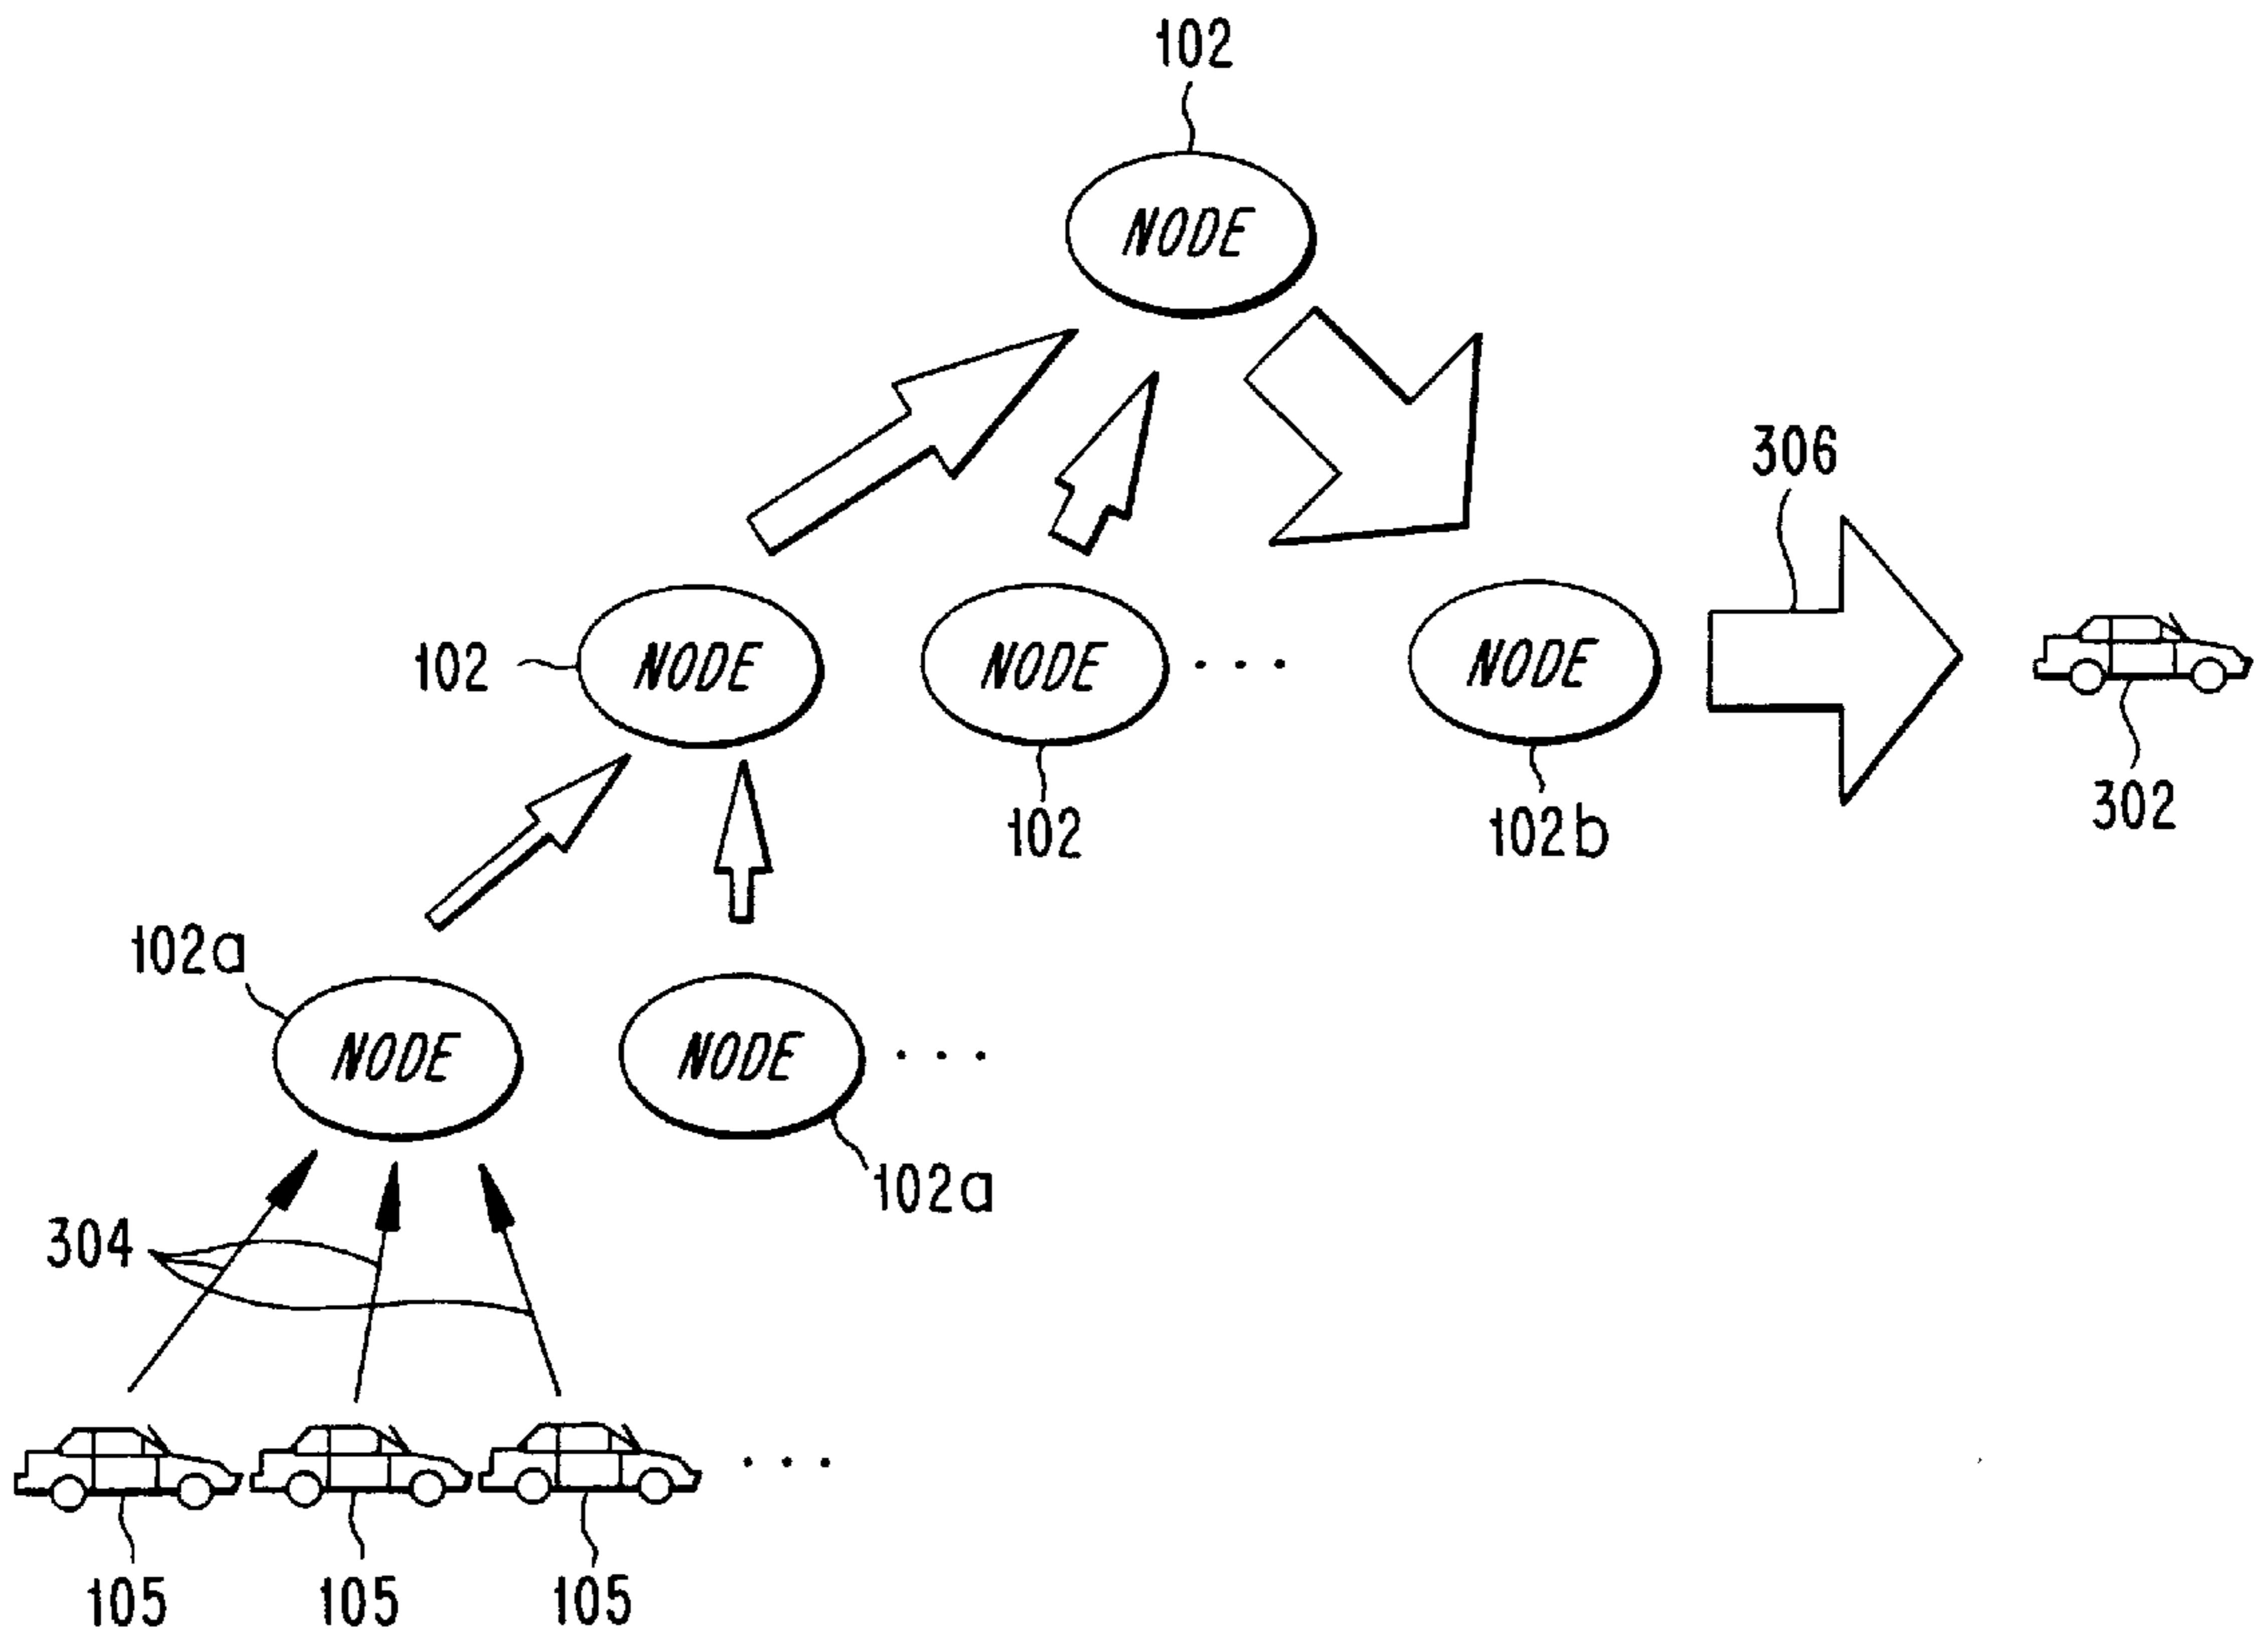 102
NODE
306
102
NODE
NODE
. . .
NODE
102
102b
302
102a
NODE
NODE
. . .
102a
304
. . .
105
105
105